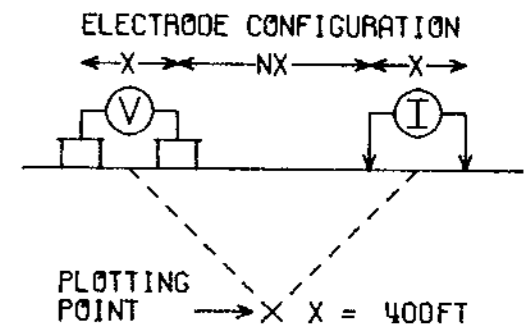 ELECTRODE CONFIGURATION
X NX X
V I
PLOTTING
POINT X X = 400FT